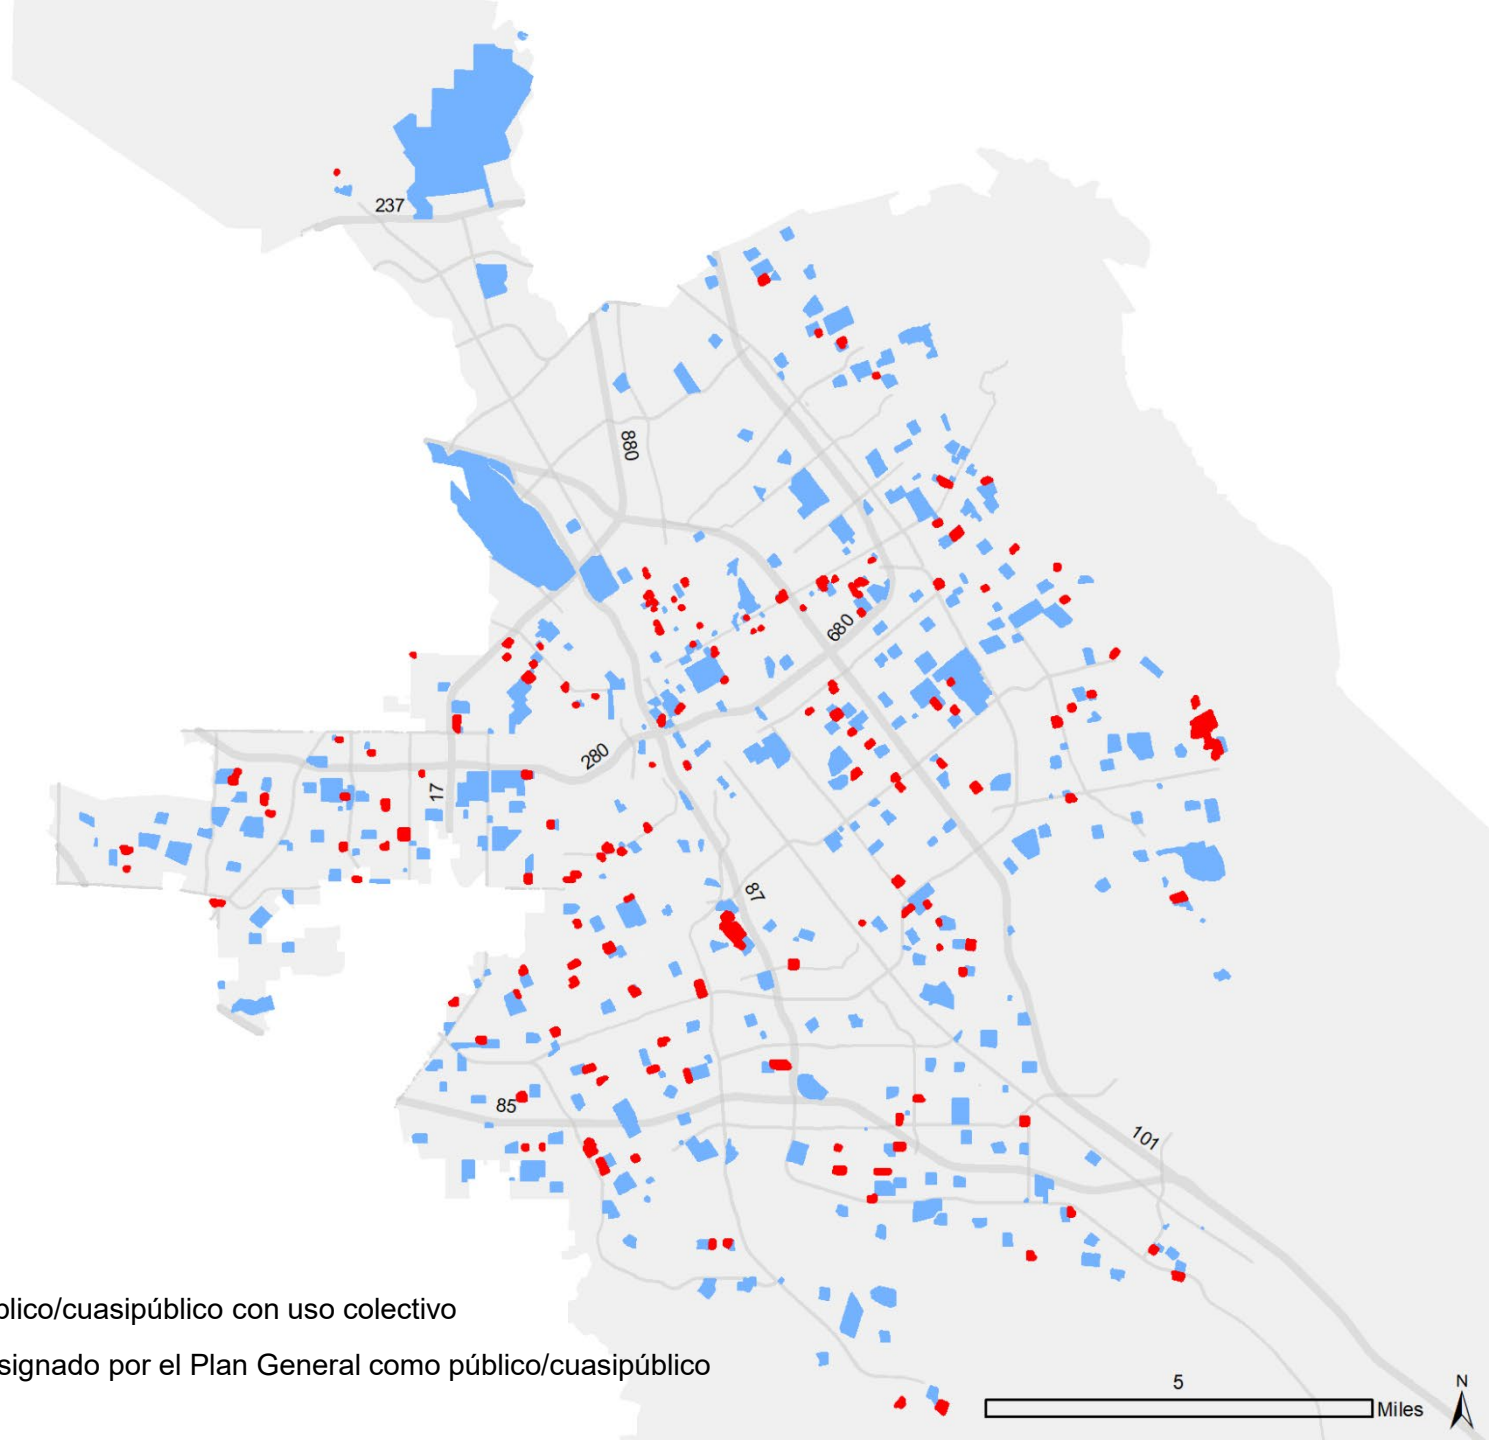 237
880
680
280
17
87
85
101
blico/cuasipúblico con uso colectivo
signado por el Plan General como público/cuasipúblico
5
Miles
N